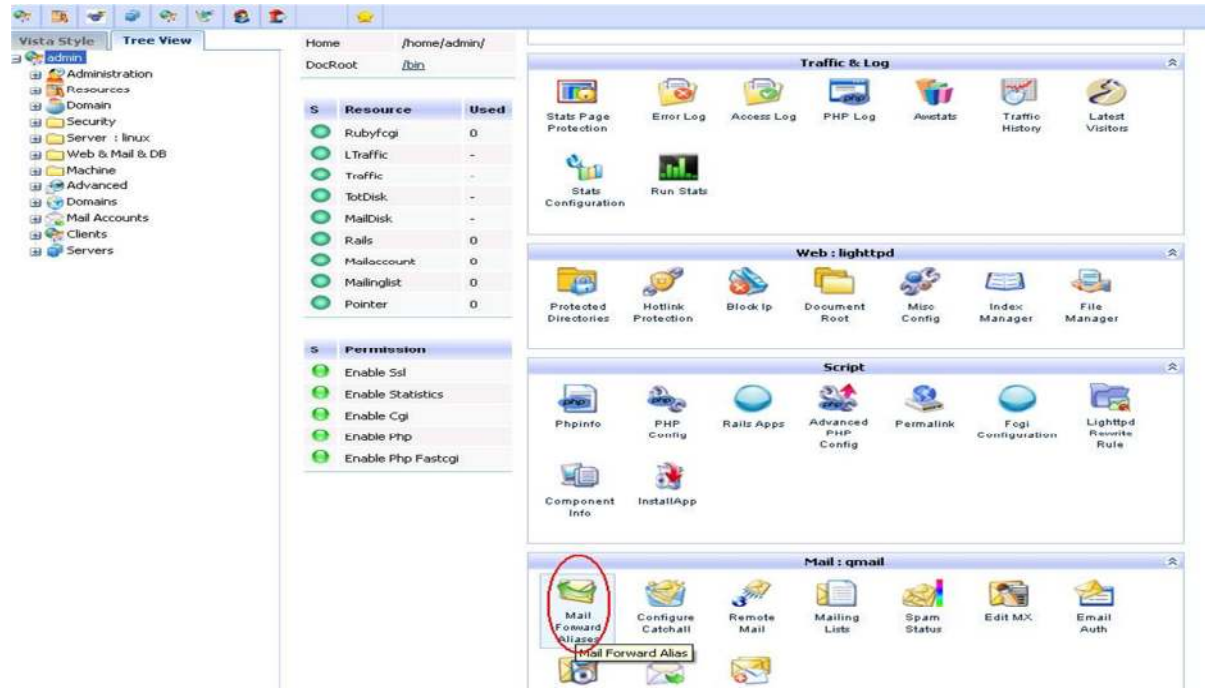 Vista Style Tree View
admin
Administration
Resources
Domain
Security
Server : linux
Web & Mail & DB
Machine
Advanced
Domains
Mail Accounts
Clients
Servers
Home /home/admin/
DocRoot /bin
S Resource Used
Rubyfcgi 0
LTraffic -
Traffic -
TotDisk -
MailDisk -
Rails 0
Mailaccount 0
Mailinglist 0
Pointer 0
S Permission
Enable Ssl
Enable Statistics
Enable Cgi
Enable Php
Enable Php Fastcgi
Traffic & Log
Stats Page Protection
Error Log
Access Log
PHP Log
Awstats
Traffic History
Latest Visitors
Stats Configuration
Run Stats
Web : lighttpd
Protected Directories
Hotlink Protection
Block Ip
Document Root
Misc Config
Index Manager
File Manager
Script
php
Phpinfo
PHP Config
Rails Apps
Advanced PHP Config
Permalink
Fcgi Configuration
Lighttpd Rewrite Rule
Component Info
InstallApp
Mail : qmail
Mail Forward Aliases
Configure Catchall
Remote Mail
Mailing Lists
Spam Status
Edit MX
Email Auth
Mail Forward Alias